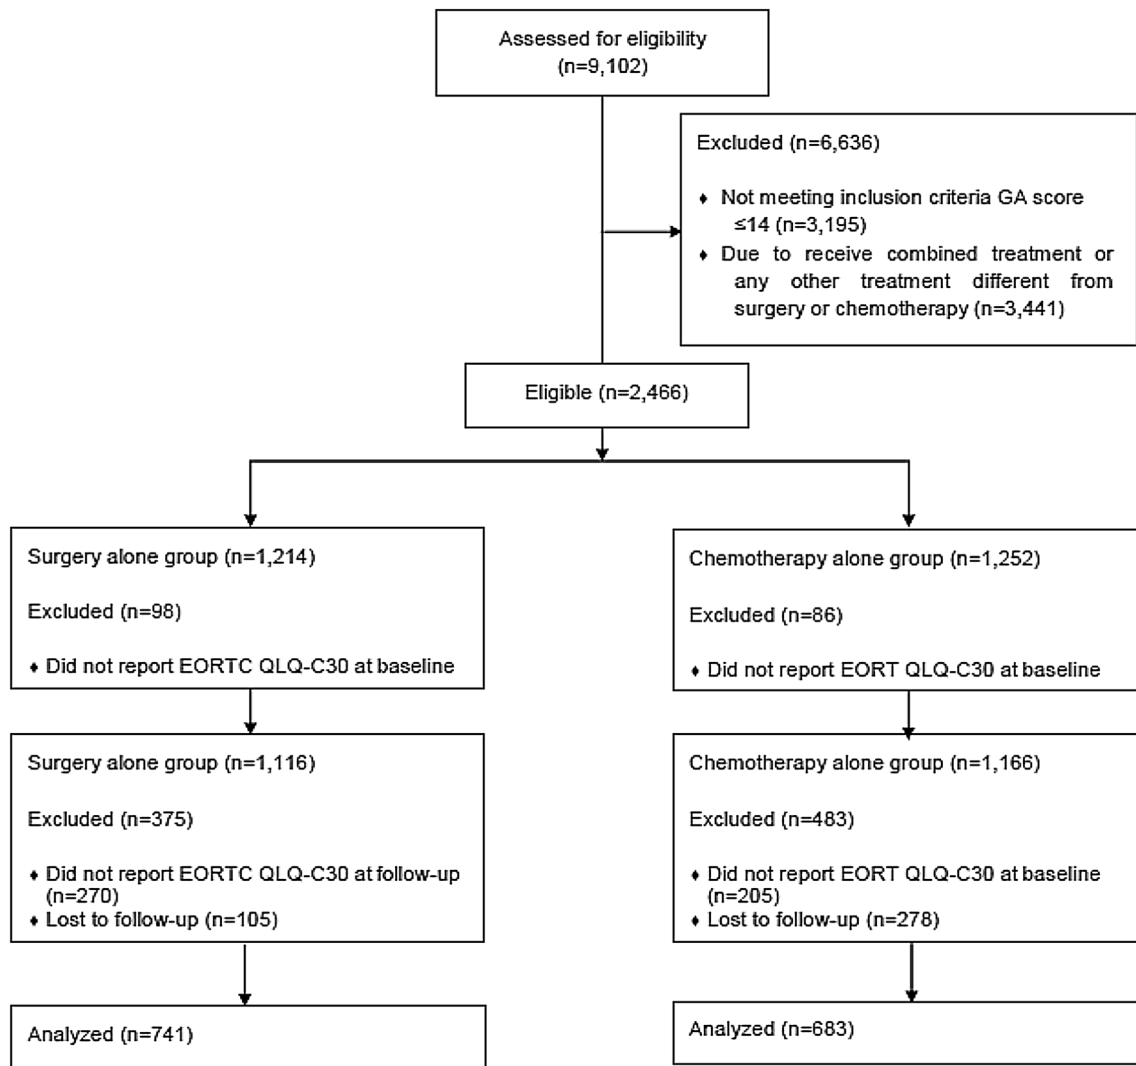 Assessed for eligibility
(n=9,102)
Excluded (n=6,636)
♦ Not meeting inclusion criteria GA score
≤14 (n=3,195)
♦ Due to receive combined treatment or
any other treatment different from
surgery or chemotherapy (n=3,441)
Eligible (n=2,466)
Surgery alone group (n=1,214)
Excluded (n=98)
♦ Did not report EORTC QLQ-C30 at baseline
Chemotherapy alone group (n=1,252)
Excluded (n=86)
♦ Did not report EORT QLQ-C30 at baseline
Surgery alone group (n=1,116)
Excluded (n=375)
♦ Did not report EORTC QLQ-C30 at follow-up
(n=270)
♦ Lost to follow-up (n=105)
Chemotherapy alone group (n=1,166)
Excluded (n=483)
♦ Did not report EORT QLQ-C30 at baseline
(n=205)
♦ Lost to follow-up (n=278)
Analyzed (n=741)
Analyzed (n=683)